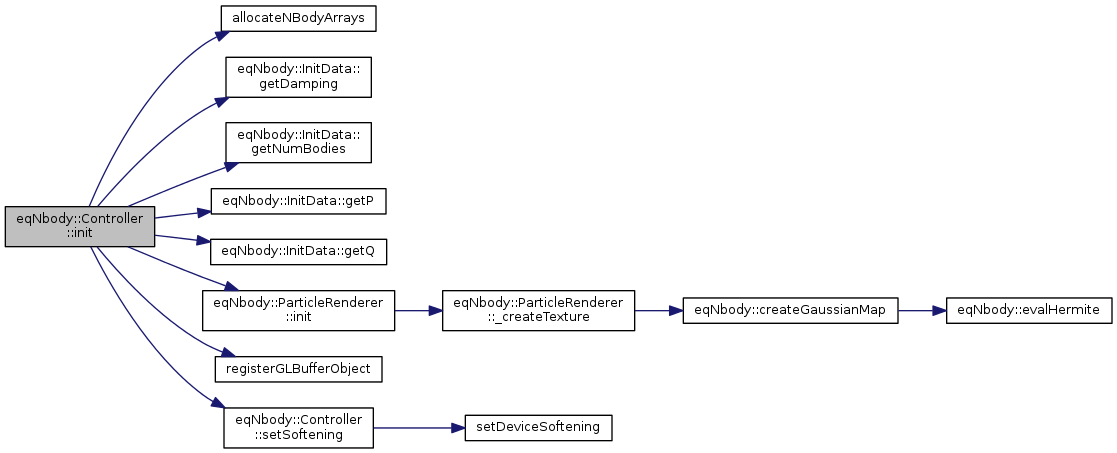 allocateNBodyArrays
eqNbody::InitData::
getDamping
eqNbody::InitData::
getNumBodies
eqNbody::InitData::getP
eqNbody::Controller
::init
eqNbody::InitData::getQ
eqNbody::ParticleRenderer
::init
eqNbody::ParticleRenderer
::_createTexture
eqNbody::createGaussianMap
eqNbody::evalHermite
registerGLBufferObject
eqNbody::Controller
::setSoftening
setDeviceSoftening